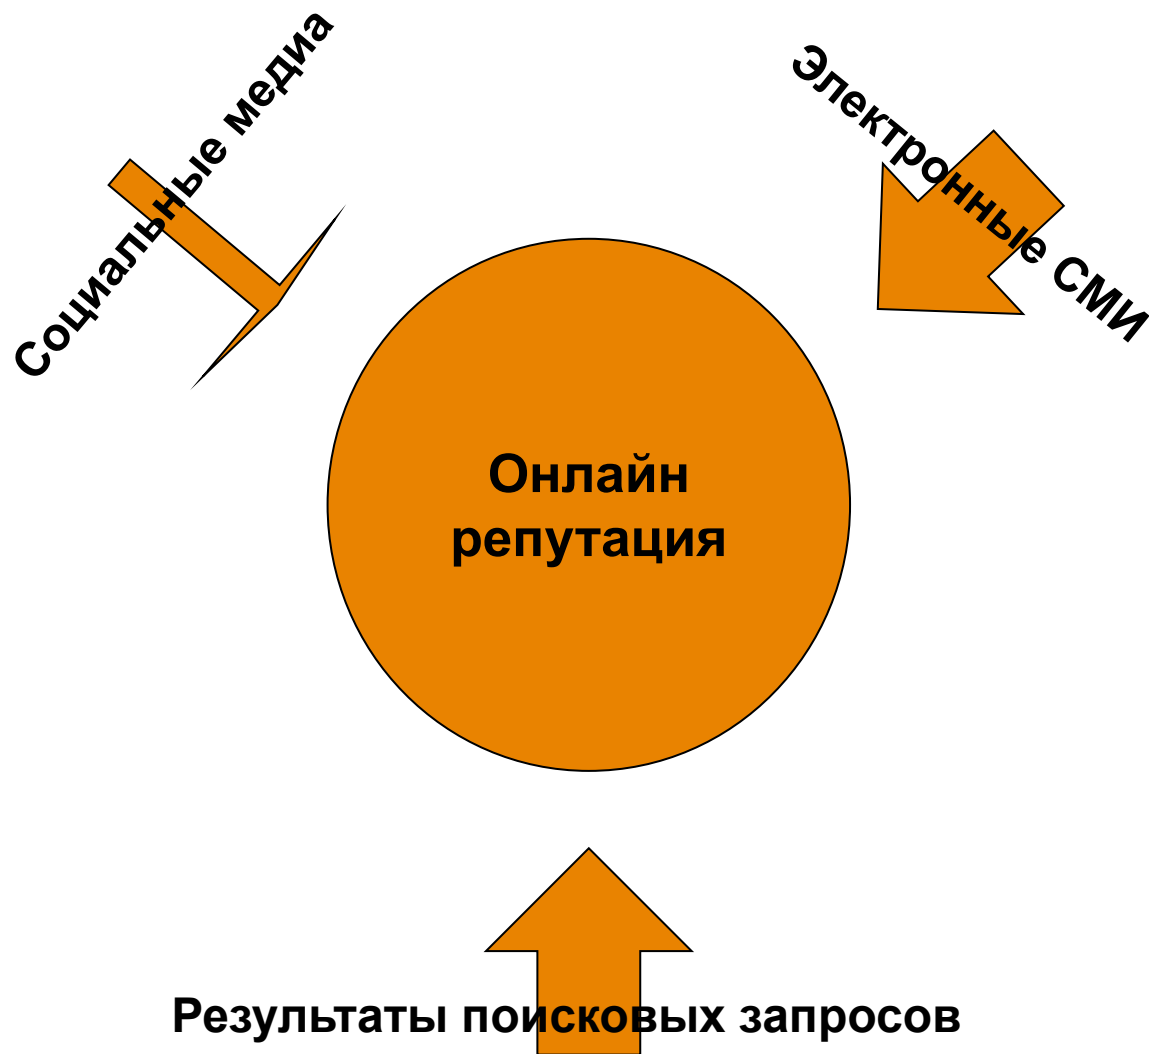 Социальные медиа
Электронные СМИ
Онлайн
репутация
Результаты поисковых запросов